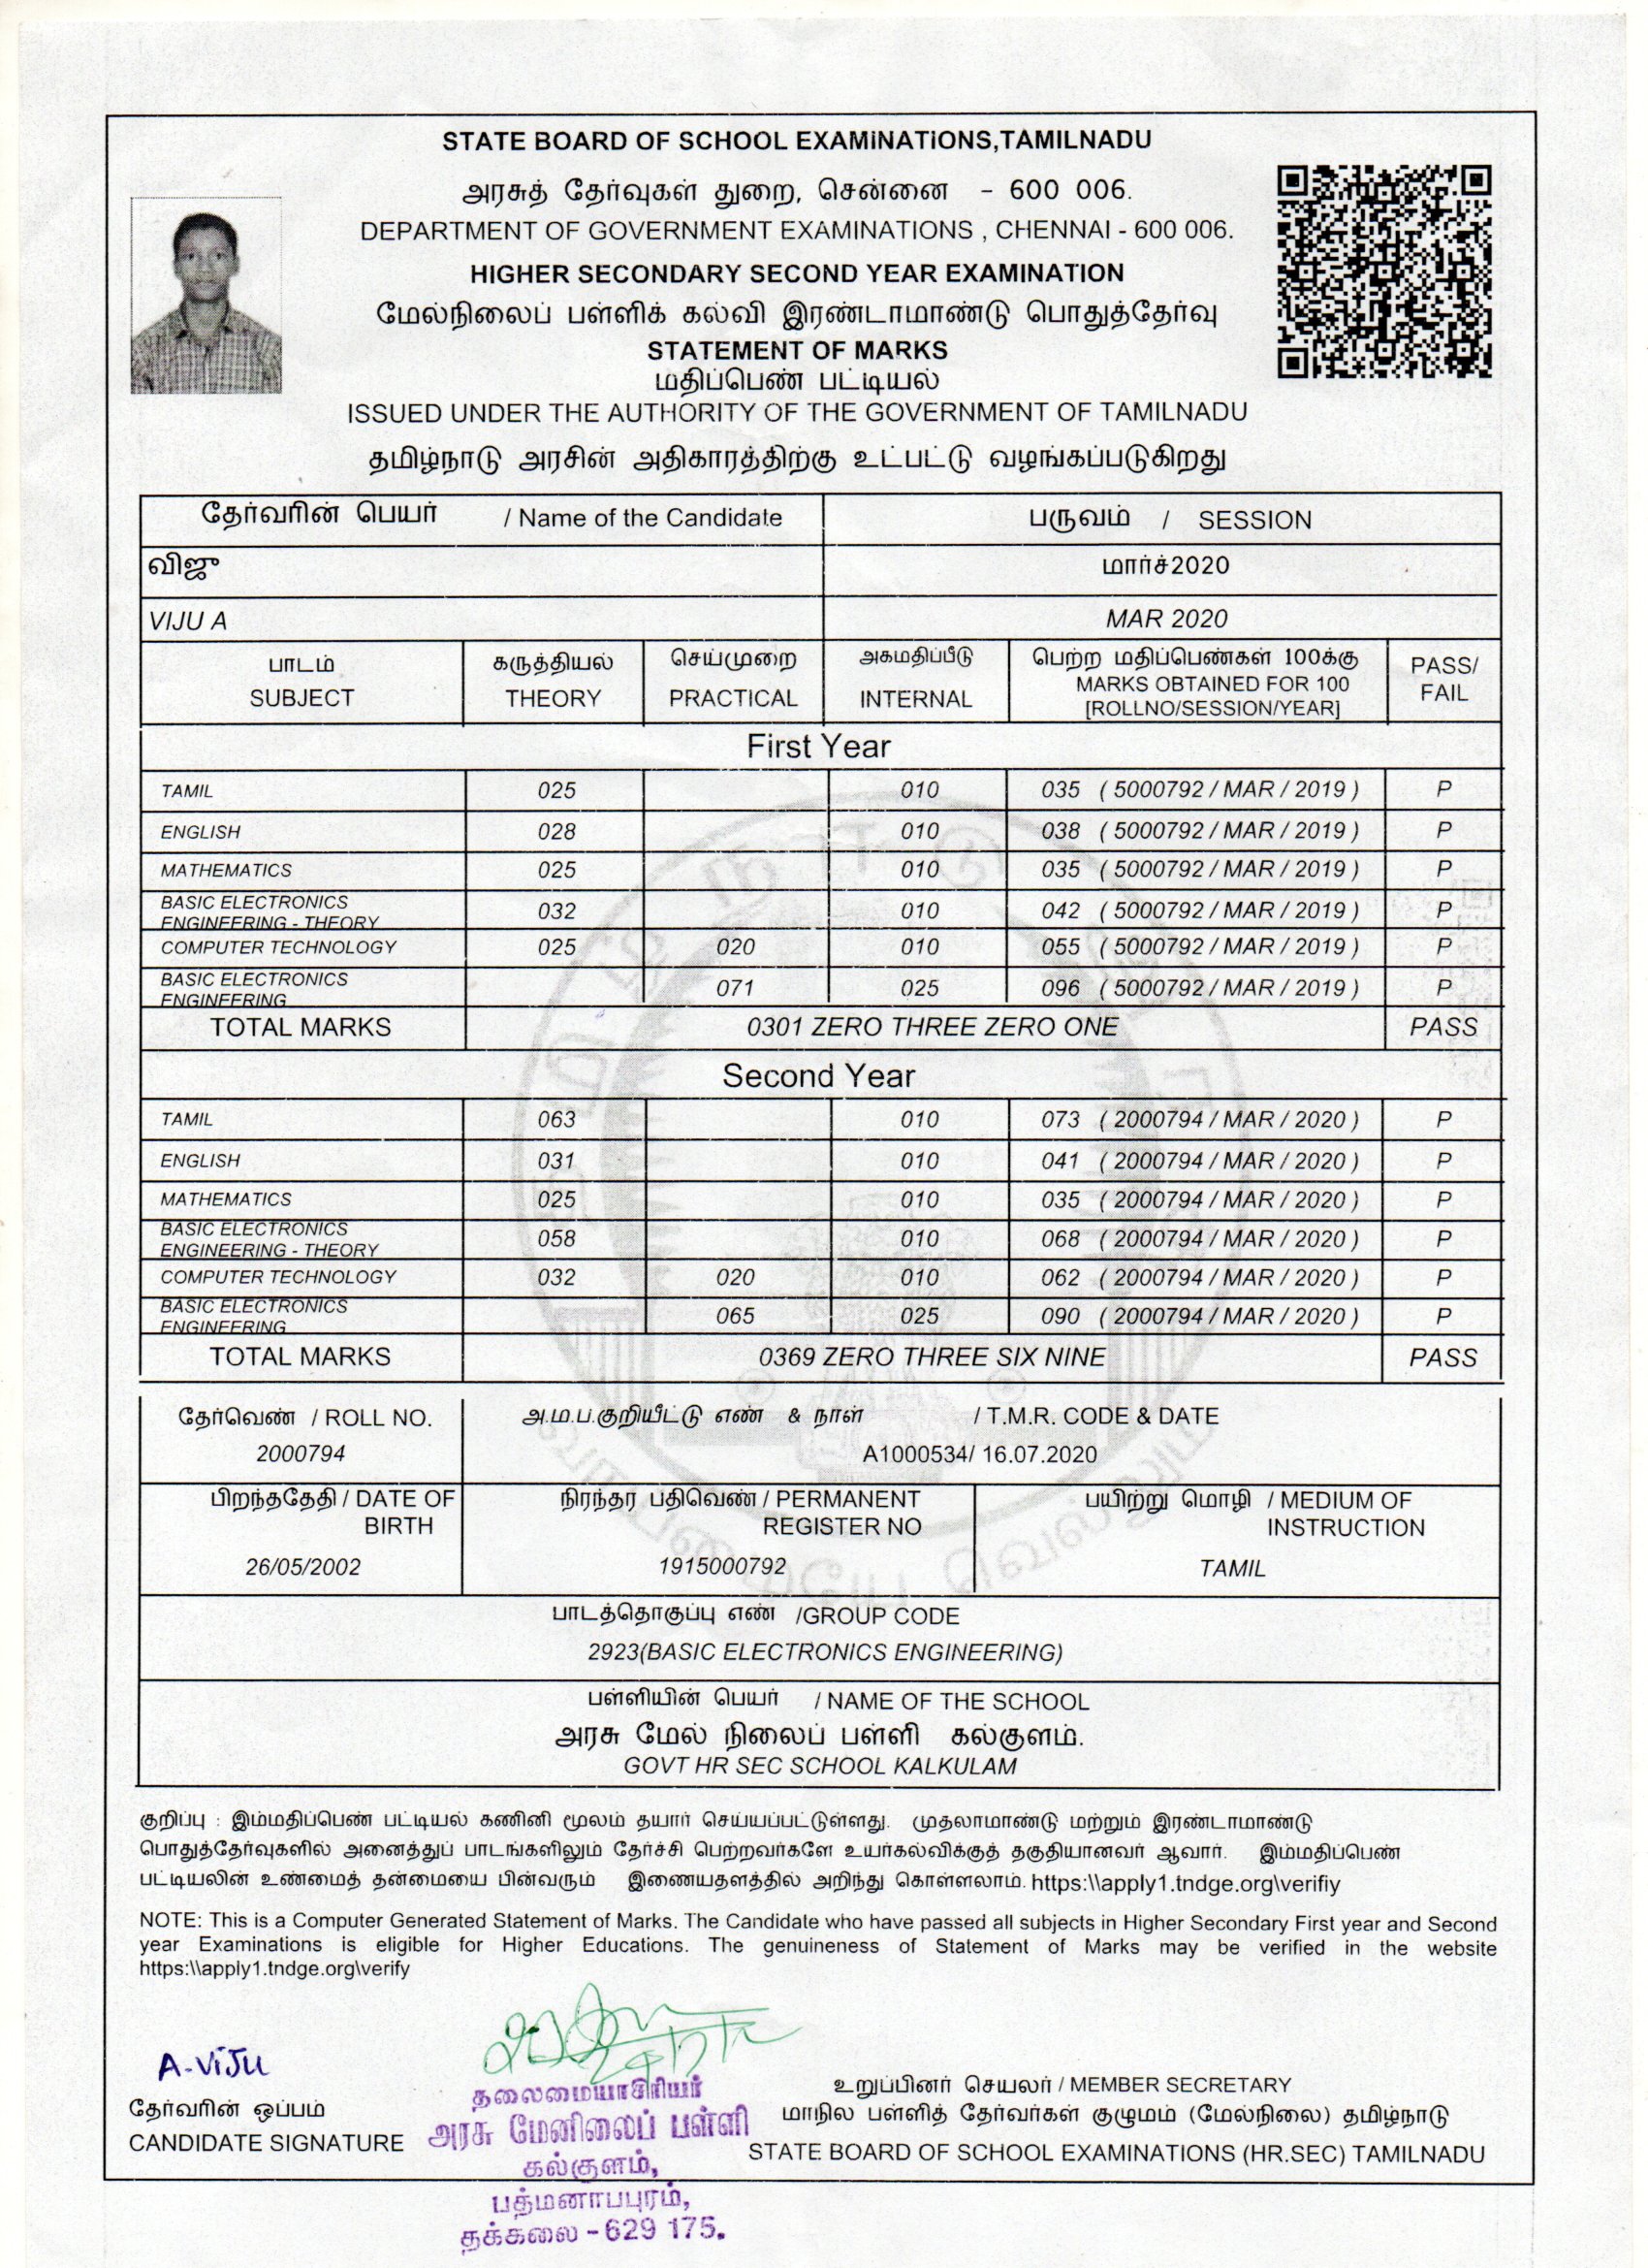 STATE BOARD OF SCHOOL EXAMINATIONS,TAMILNADU
அரசுத் தேர்வுகள் துறை, சென்னை - 600 006.
DEPARTMENT OF GOVERNMENT EXAMINATIONS , CHENNAI - 600 006.
HIGHER SECONDARY SECOND YEAR EXAMINATION
மேல்நிலைப் பள்ளிக் கல்வி இரண்டாமாண்டு பொதுத்தேர்வு
STATEMENT OF MARKS
மதிப்பெண் பட்டியல்
ISSUED UNDER THE AUTHORITY OF THE GOVERNMENT OF TAMILNADU
தமிழ்நாடு அரசின் அதிகாரத்திற்கு உட்பட்டு வழங்கப்படுகிறது
தேர்வரின் பெயர் / Name of the Candidate பருவம் / SESSION
விஜு மார்ச்2020
VIJU A MAR 2020
பாடம் கருத்தியல் செய்முறை அகமதிப்பீடு பெற்ற மதிப்பெண்கள் 100க்கு PASS/
SUBJECT THEORY PRACTICAL INTERNAL MARKS OBTAINED FOR 100 FAIL
[ROLLNO/SESSION/YEAR]
First Year
TAMIL 025 010 035 ( 5000792 / MAR / 2019 ) P
ENGLISH 028 010 038 ( 5000792 / MAR / 2019 ) P
MATHEMATICS 025 010 035 ( 5000792 / MAR / 2019 ) P
BASIC ELECTRONICS
ENGINEERING - THEORY 032 010 042 ( 5000792 / MAR / 2019 ) P
COMPUTER TECHNOLOGY 025 020 010 055 ( 5000792 / MAR / 2019 ) P
BASIC ELECTRONICS
ENGINEERING 071 025 096 ( 5000792 / MAR / 2019 ) P
TOTAL MARKS 0301 ZERO THREE ZERO ONE PASS
Second Year
TAMIL 063 010 073 ( 2000794 / MAR / 2020 ) P
ENGLISH 031 010 041 ( 2000794 / MAR / 2020 ) P
MATHEMATICS 025 010 035 ( 2000794 / MAR / 2020 ) P
BASIC ELECTRONICS
ENGINEERING - THEORY 058 010 068 ( 2000794 / MAR / 2020 ) P
COMPUTER TECHNOLOGY 032 020 010 062 ( 2000794 / MAR / 2020 ) P
BASIC ELECTRONICS
ENGINEERING 065 025 090 ( 2000794 / MAR / 2020 ) P
TOTAL MARKS 0369 ZERO THREE SIX NINE PASS
தேர்வெண் / ROLL NO. அ.ம.ப.குறியீட்டு எண் & நாள் / T.M.R. CODE & DATE
2000794 A1000534/ 16.07.2020
பிறந்ததேதி / DATE OF நிரந்தர பதிவெண் / PERMANENT பயிற்று மொழி / MEDIUM OF
BIRTH REGISTER NO INSTRUCTION
26/05/2002 1915000792 TAMIL
பாடத்தொகுப்பு எண் /GROUP CODE
2923(BASIC ELECTRONICS ENGINEERING)
பள்ளியின் பெயர் / NAME OF THE SCHOOL
அரசு மேல் நிலைப் பள்ளி கல்குளம்.
GOVT HR SEC SCHOOL KALKULAM
குறிப்பு : இம்மதிப்பெண் பட்டியல் கணினி மூலம் தயார் செய்யப்பட்டுள்ளது. முதலாமாண்டு மற்றும் இரண்டாமாண்டு
பொதுத்தேர்வுகளில் அனைத்துப் பாடங்களிலும் தேர்ச்சி பெற்றவர்களே உயர்கல்விக்குத் தகுதியானவர் ஆவார். இம்மதிப்பெண்
பட்டியலின் உண்மைத் தன்மையை பின்வரும் இணையதளத்தில் அறிந்து கொள்ளலாம். https:\\apply1.tndge.org\verifiy
NOTE: This is a Computer Generated Statement of Marks. The Candidate who have passed all subjects in Higher Secondary First year and Second
year Examinations is eligible for Higher Educations. The genuineness of Statement of Marks may be verified in the website
https:\\apply1.tndge.org\verify
A-VIJU
தேர்வரின் ஒப்பம்
CANDIDATE SIGNATURE
தலைமையாசிரியர்
அரசு மேனிலைப் பள்ளி
கல்குளம்,
பத்மனாபபுரம்,
தக்கலை - 629 175.
உறுப்பினர் செயலர் / MEMBER SECRETARY
மாநில பள்ளித் தேர்வர்கள் குழுமம் (மேல்நிலை) தமிழ்நாடு
STATE BOARD OF SCHOOL EXAMINATIONS (HR.SEC) TAMILNADU